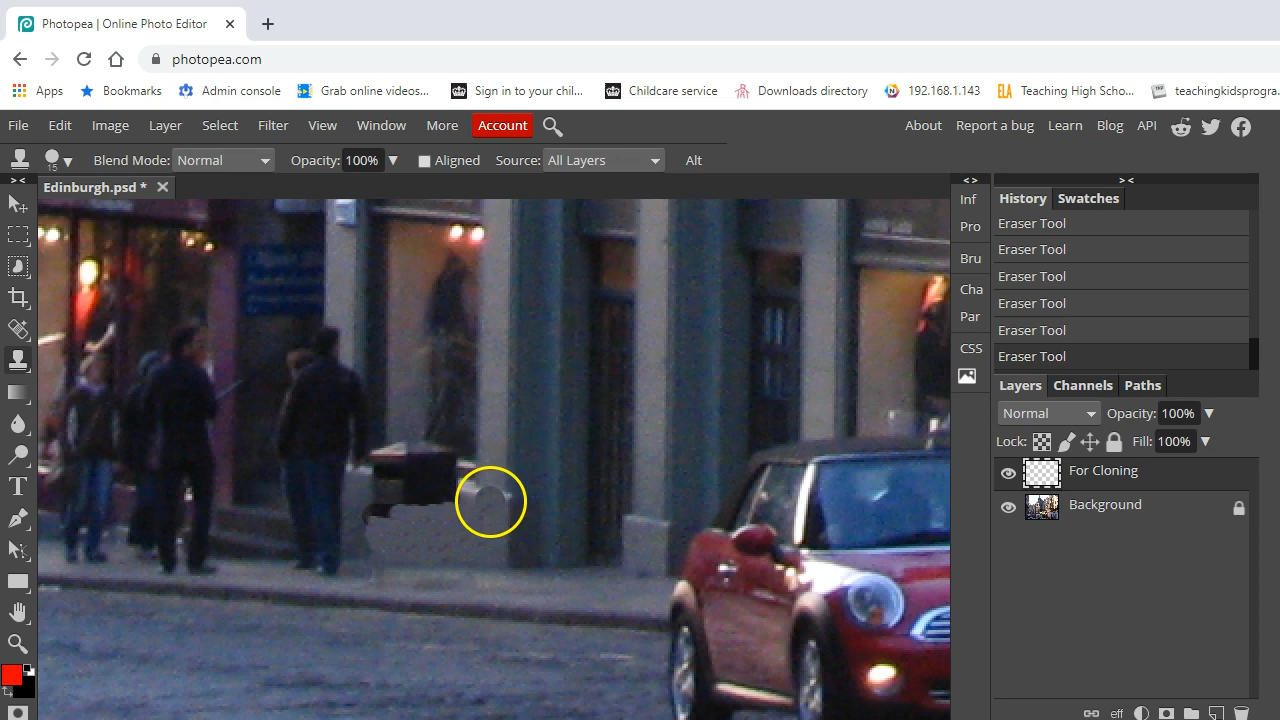 Photopea | Online Photo Editor
photopea.com
Apps Bookmarks Admin console Grab online videos... Sign in to your chil... Childcare service Downloads directory 192.168.1.143 ELA Teaching High Scho... teachingkidsprogra
File Edit Image Layer Select Filter View Window More Account About Report a bug Learn Blog API
15 Blend Mode: Normal Opacity: 100% Aligned Source: All Layers Alt
Edinburgh.psd *
Inf
Pro
Bru
Cha
Par
CSS
History Swatches
Eraser Tool
Eraser Tool
Eraser Tool
Eraser Tool
Eraser Tool
Eraser Tool
Layers Channels Paths
Normal Opacity: 100%
Lock: Fill: 100%
For Cloning
Background
eff